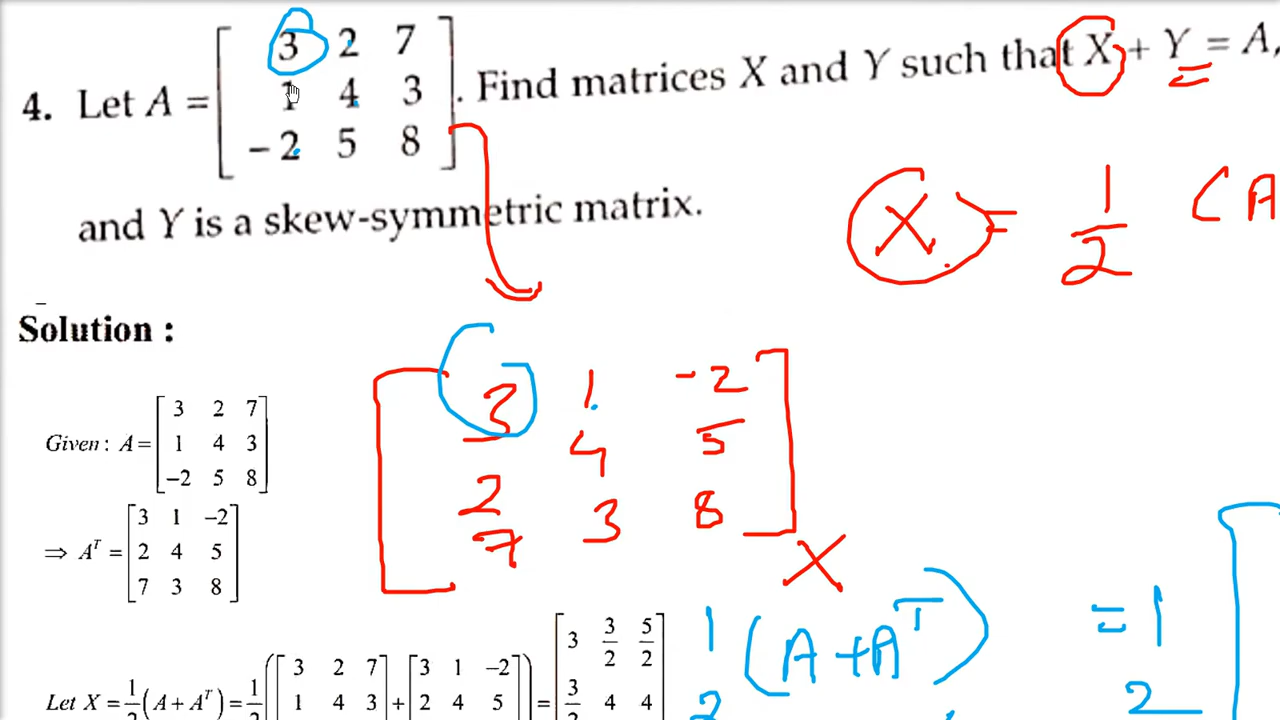 4. Let A = [ 3 2 7
1 4 3
− 2 5 8 ] . Find matrices X and Y such that X + Y = A,
and Y is a skew-symmetric matrix.
X = 1/2 (A
Solution :
Given : A = [ 3 2 7
1 4 3
−2 5 8 ]
⇒ A^T = [ 3 1 −2
2 4 5
7 3 8 ]
[ 3 1 -2
4 5
2 3 8
7 ]
X
1/2 (A + A^T) = 1/2 [
Let X = 1/2 (A + A^T) = 1/2 ( [ 3 2 7
1 4 3 + [ 3 1 −2
2 4 5 ) = [ 3 3/2 5/2
3/2 4 4